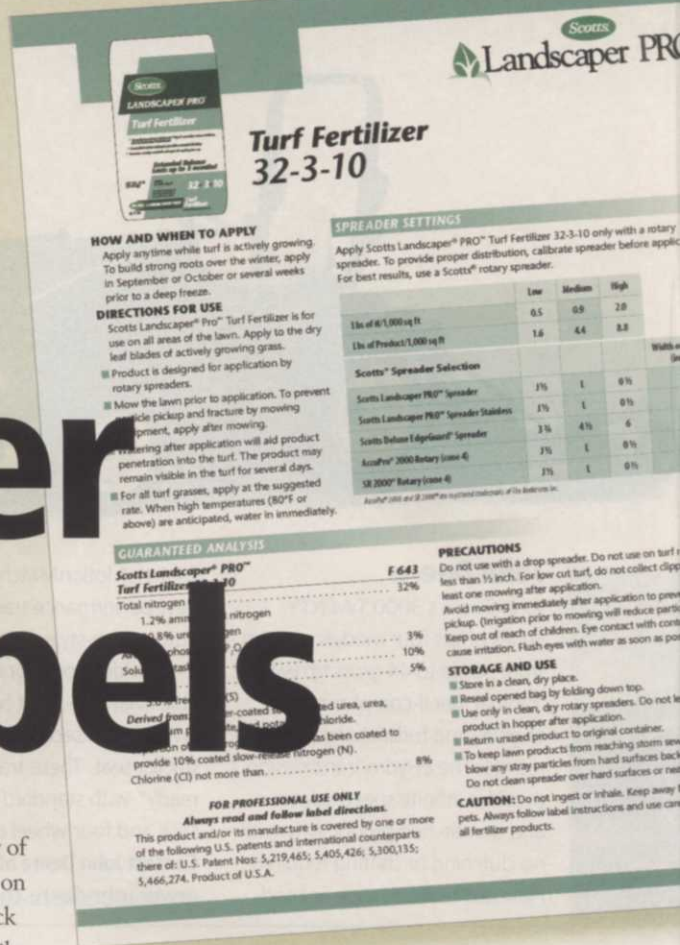 Scotts
Landscaper PRO
Scotts
LANDSCAPER PRO
Turf Fertilizer
32-3-10
Turf Fertilizer
32-3-10
HOW AND WHEN TO APPLY
Apply anytime while turf is actively growing.
To build strong roots over the winter, apply
in September or October or several weeks
prior to a deep freeze.
DIRECTIONS FOR USE
Scotts Landscaper® Pro™ Turf Fertilizer is for
use on all areas of the lawn. Apply to the dry
leaf blades of actively growing grass.
Product is designed for application by
rotary spreaders.
Mow the lawn prior to application. To prevent
pickup and fracture by mowing
apply after mowing.
Watering after application will aid product
penetration into the turf. The product may
remain visible in the turf for several days.
For all turf grasses, apply at the suggested
rate. When high temperatures (80°F or
above) are anticipated, water in immediately.
SPREADER SETTINGS
Apply Scotts Landscaper® PRO™ Turf Fertilizer 32-3-10 only with a rotary
spreader. To provide proper distribution, calibrate spreader before applic
For best results, use a Scotts® rotary spreader.
Low Medium High
Lbs of N/1,000 sq ft 0.5 0.9 2.0
Lbs of Product/1,000 sq ft 1.6 4.4 8.8
Scotts® Spreader Selection
Scotts Landscaper PRO™ Spreader
Scotts Landscaper PRO™ Spreader Stainless
Scotts Deluxe EdgeGuard® Spreader 6
AccuPro® 2000 Rotary (cone 4)
SR 2000® Rotary (cone 4)
er
bels
GUARANTEED ANALYSIS
Scotts Landscaper® PRO™
Turf Fertilizer F 643
Total nitrogen 32%
1.2% nitrogen
3%
10%
5%
Derived from urea,
chloride.
been coated to
provide 10% coated slow-release nitrogen (N).
Chlorine (Cl) not more than 8%
FOR PROFESSIONAL USE ONLY
Always read and follow label directions.
This product and/or its manufacture is covered by one or more
of the following U.S. patents and international counterparts
there of: U.S. Patent Nos: 5,219,465; 5,405,426; 5,300,135;
5,466,274. Product of U.S.A.
PRECAUTIONS
Do not use with a drop spreader. Do not use on turf
less than ½ inch. For low cut turf, do not collect clipp
least one mowing after application.
Avoid mowing immediately after application to preve
pickup. (Irrigation prior to mowing will reduce partic
Keep out of reach of children. Eye contact with cont
cause irritation. Flush eyes with water as soon as pos
STORAGE AND USE
Store in a clean, dry place.
Reseal opened bag by folding down top.
Use only in clean, dry rotary spreaders. Do not le
product in hopper after application.
Return unused product to original container.
To keep lawn products from reaching storm sew
blow any stray particles from hard surfaces back
Do not clean spreader over hard surfaces or nea
CAUTION: Do not ingest or inhale. Keep away
pets. Always follow label instructions and use care
all fertilizer products.
of
on
ck